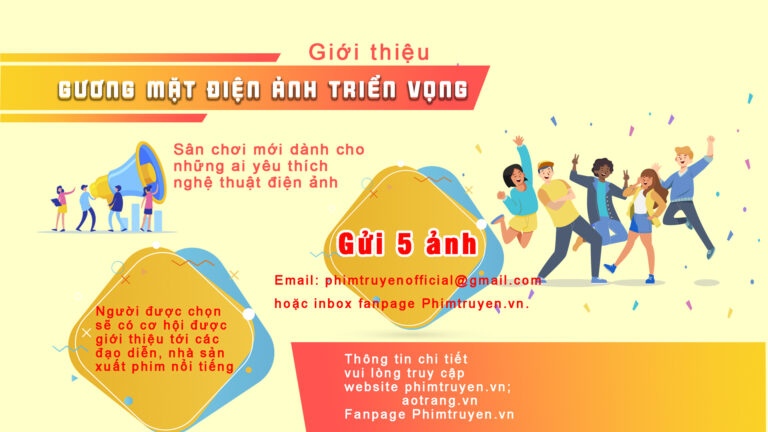 Giới thiệu
GƯƠNG MẶT ĐIỆN ẢNH TRIỂN VỌNG
Sân chơi mới dành cho
những ai yêu thích
nghệ thuật điện ảnh
Gửi 5 ảnh
Email: phimtruyenofficial@gmail.com
hoặc inbox fanpage Phimtruyen.vn.
Người được chọn
sẽ có cơ hội được
giới thiệu tới các
đạo diễn, nhà sản
xuất phim nổi tiếng
Thông tin chi tiết
vui lòng truy cập
website phimtruyen.vn;
aotrang.vn
Fanpage Phimtruyen.vn